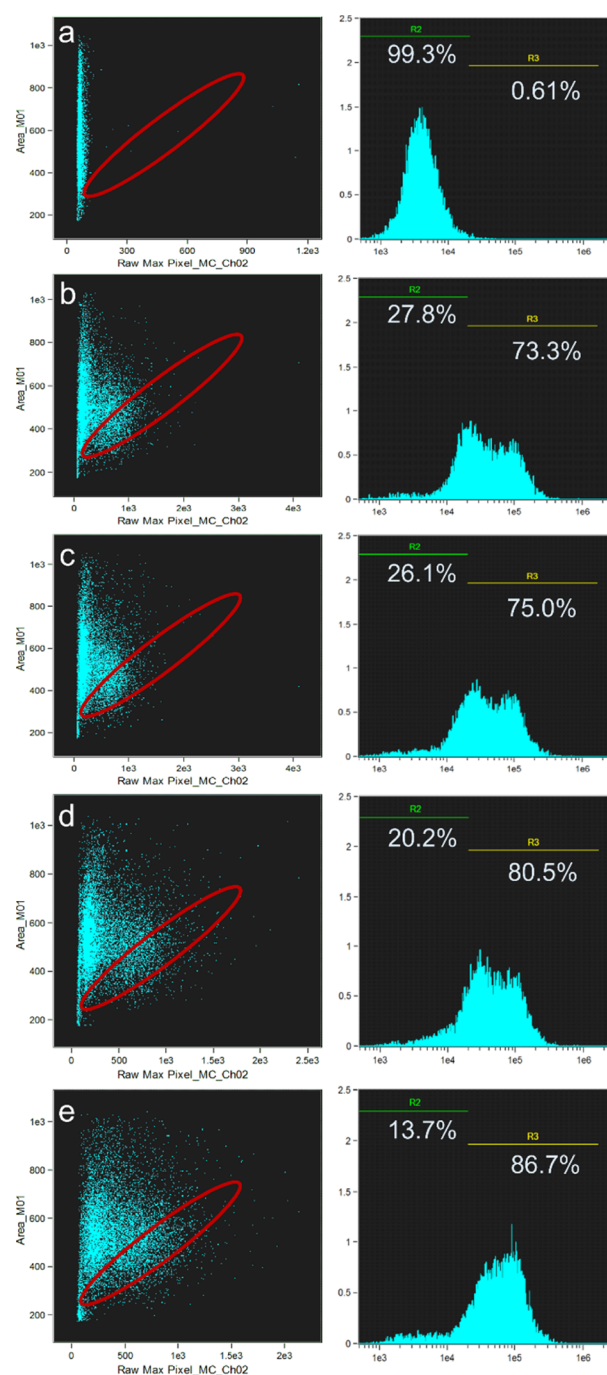 a
1e3
800
600
400
200
Area_M01
0 300 600 900 1.2e3
Raw Max Pixel_MC_Ch02
2.5
2
1.5
1
0.5
0
R2
99.3%
R3
0.61%
1e3 1e4 1e5 1e6
b
1e3
800
600
400
200
Area_M01
0 1e3 2e3 3e3 4e3
Raw Max Pixel_MC_Ch02
2.5
2
1.5
1
0.5
0
R2
27.8%
R3
73.3%
1e3 1e4 1e5 1e6
c
1e3
800
600
400
200
Area_M01
0 1e3 2e3 3e3 4e3
Raw Max Pixel_MC_Ch02
2.5
2
1.5
1
0.5
0
R2
26.1%
R3
75.0%
1e3 1e4 1e5 1e6
d
1e3
800
600
400
200
Area_M01
0 500 1e3 1.5e3 2e3 2.5e3
Raw Max Pixel_MC_Ch02
2.5
2
1.5
1
0.5
0
R2
20.2%
R3
80.5%
1e3 1e4 1e5 1e6
e
1e3
800
600
400
200
Area_M01
0 500 1e3 1.5e3 2e3
Raw Max Pixel_MC_Ch02
2.5
2
1.5
1
0.5
0
R2
13.7%
R3
86.7%
1e3 1e4 1e5 1e6